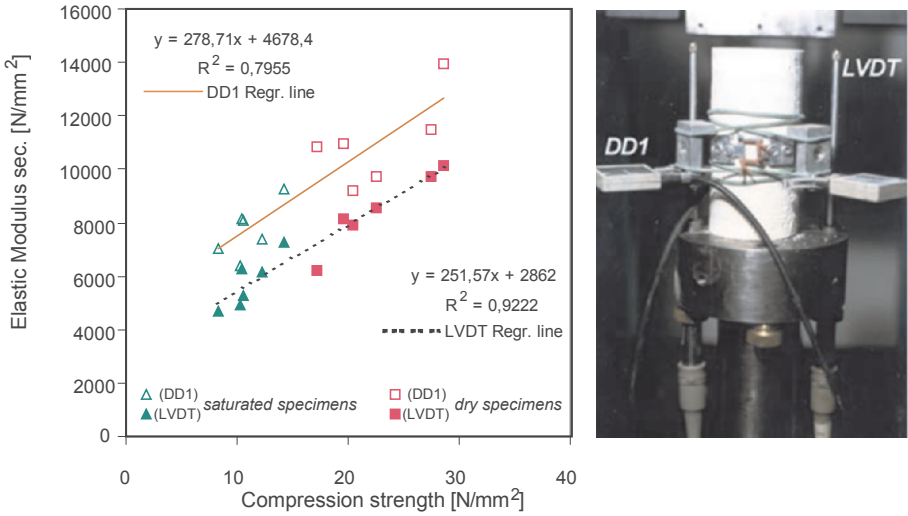 y = 278,71x + 4678,4
R2 = 0,7955
DD1 Regr. line
Elastic Modulus sec. [N/mm2]
14000
12000
10000
8000
6000
4000
2000
0
y = 251,57x + 2862
R2 = 0,9222
LVDT Regr. line
(DD1)
(LVDT) saturated specimens
(DD1)
(LVDT) dry specimens
0 10 20 30 40
Compression strength [N/mm2]
LVDT
DD1